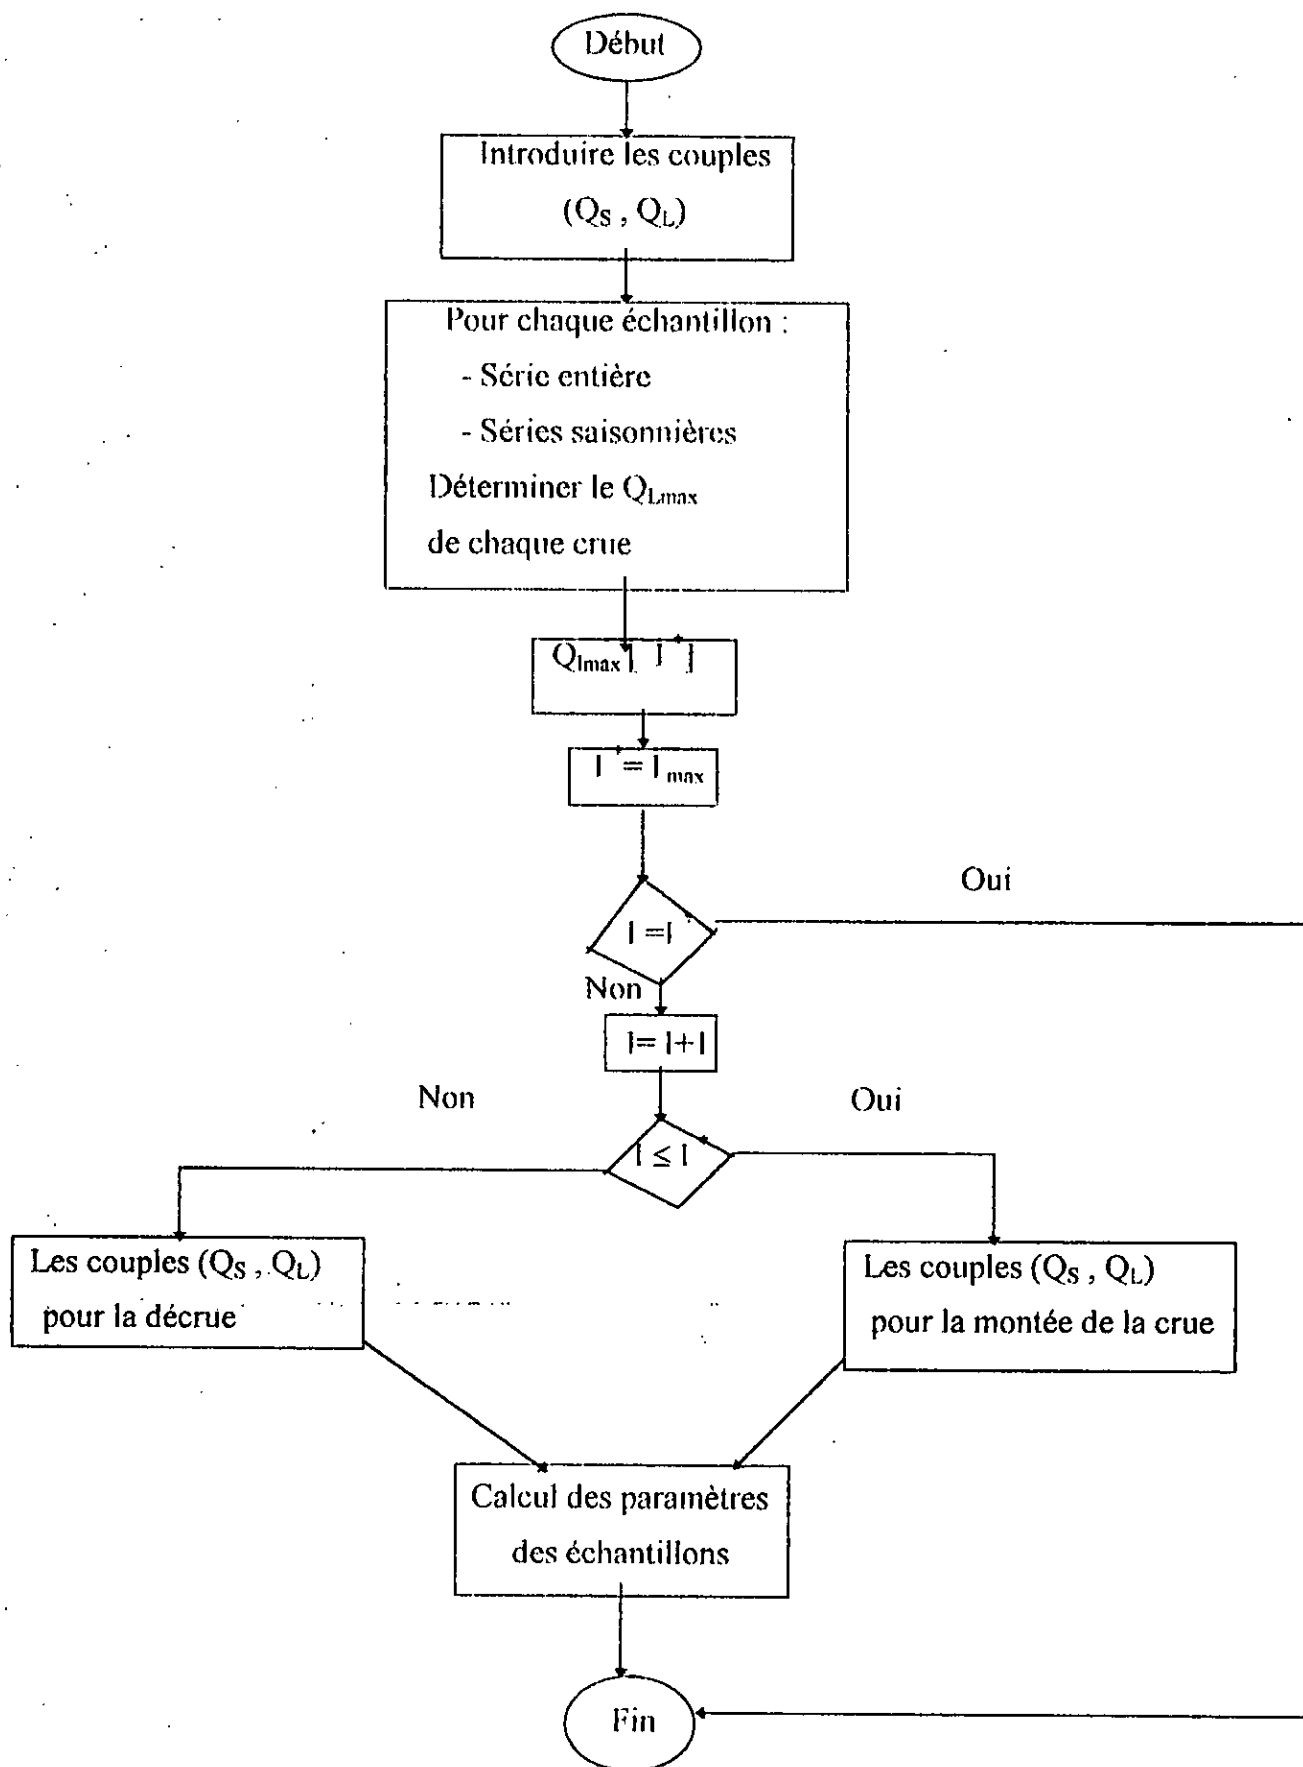 Début
Introduire les couples
(QS , QL)
Pour chaque échantillon :
- Série entière
- Séries saisonnières
Déterminer le QLmax
de chaque crue
Qlmax[ I* ]
I* = Imax
Oui
I = I*
Non
I= I+1
Non
Oui
I ≤ I*
Les couples (QS , QL)
pour la décrue
Les couples (QS , QL)
pour la montée de la crue
Calcul des paramètres
des échantillons
Fin